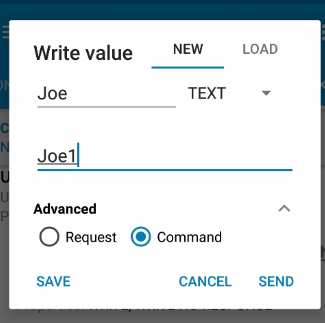 Write value NEW LOAD
Joe TEXT
Joe1
Advanced
Request Command
SAVE CANCEL SEND